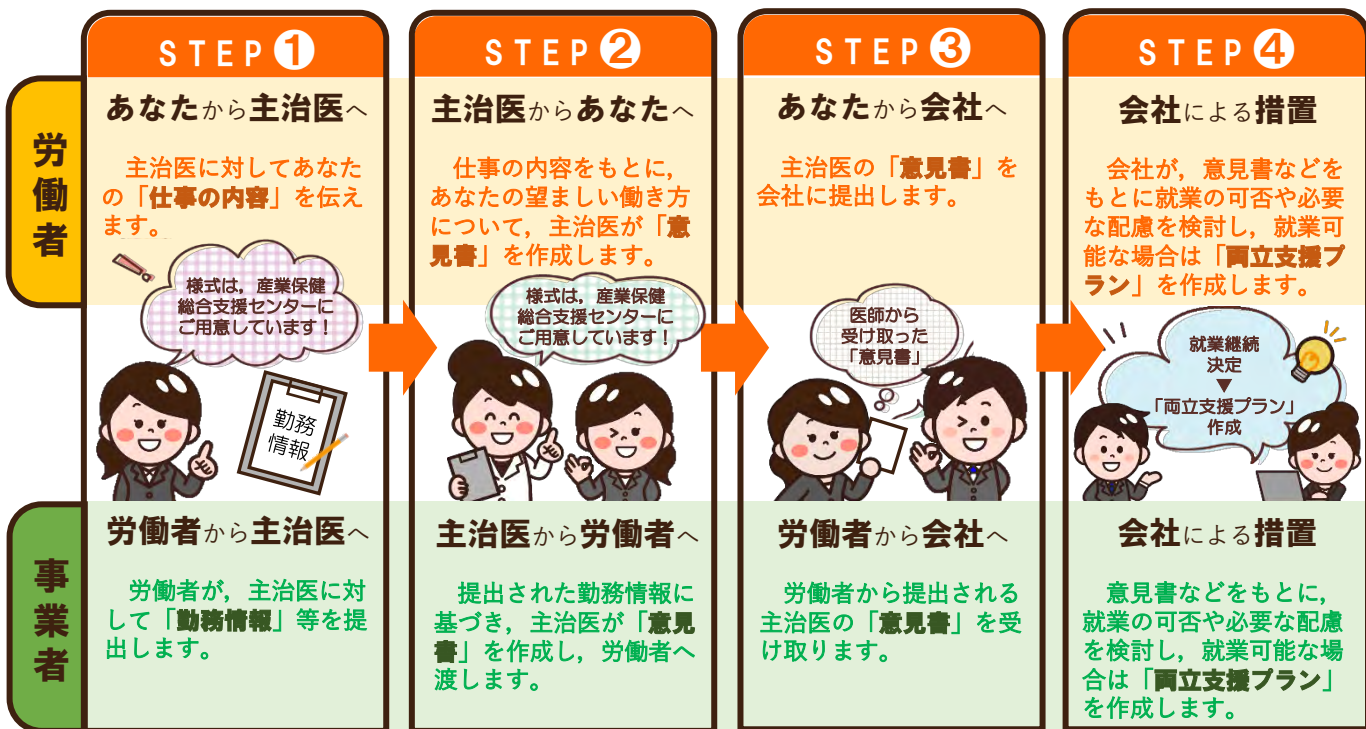 STEP❶
STEP❷
STEP❸
STEP❹
労働者
あなたから主治医へ
主治医に対してあなた
の「仕事の内容」を伝え
ます。
様式は，産業保健
総合支援センターに
ご用意しています！
勤務
情報
主治医からあなたへ
仕事の内容をもとに，
あなたの望ましい働き方
について，主治医が「意
見書」を作成します。
様式は，産業保健
総合支援センターに
ご用意しています！
あなたから会社へ
主治医の「意見書」を
会社に提出します。
医師から
受け取った
「意見書」
会社による措置
会社が，意見書などを
もとに就業の可否や必要
な配慮を検討し，就業可
能な場合は「両立支援プ
ラン」を作成します。
就業継続
決定
▼
「両立支援プラン」
作成
事業者
労働者から主治医へ
労働者が，主治医に対
して「勤務情報」等を提
出します。
主治医から労働者へ
提出された勤務情報に
基づき，主治医が「意見
書」を作成し，労働者へ
渡します。
労働者から会社へ
労働者から提出される
主治医の「意見書」を受
け取ります。
会社による措置
意見書などをもとに，
就業の可否や必要な配慮
を検討し，就業可能な場
合は「両立支援プラン」
を作成します。